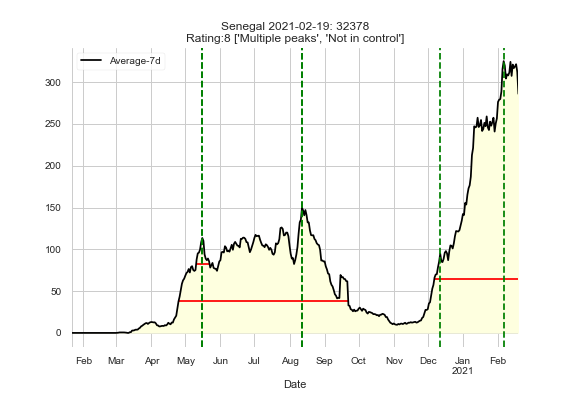 Senegal 2021-02-19: 32378
Rating:8 ['Multiple peaks', 'Not in control']
Average-7d
300
250
200
150
100
50
0
Feb Mar Apr May Jun Jul Aug Sep Oct Nov Dec Jan Feb
2021
Date